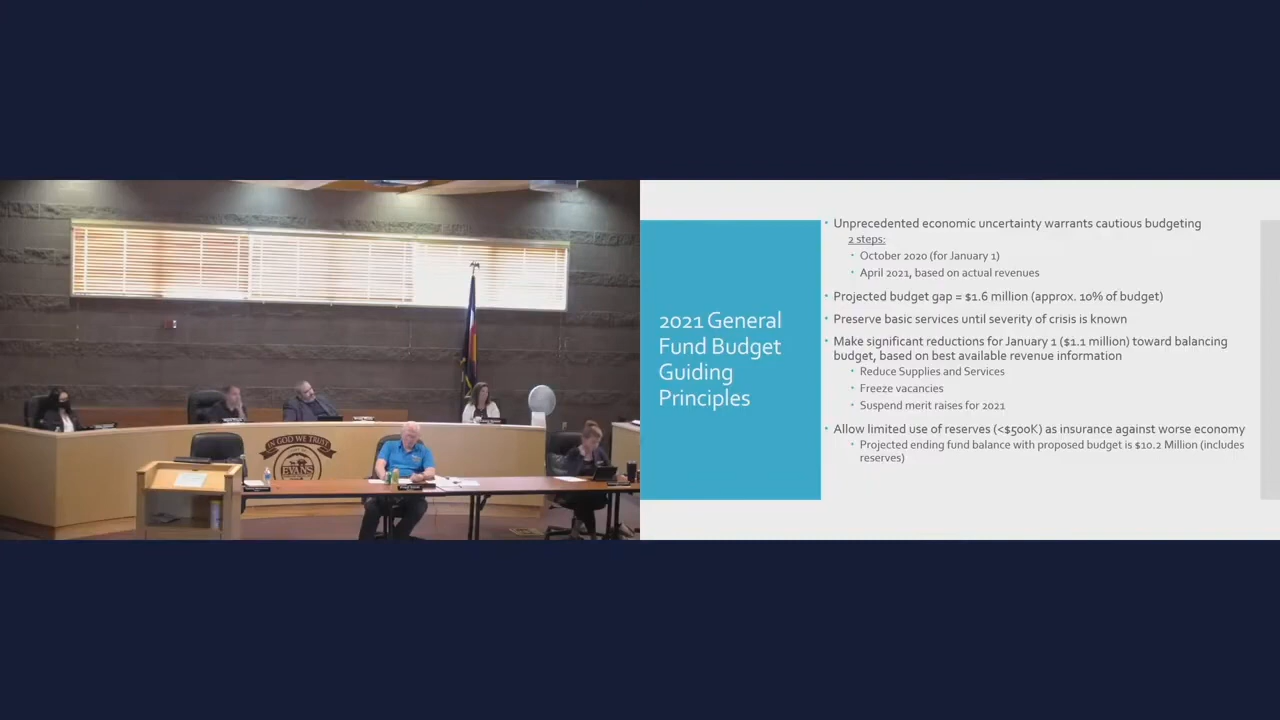 IN GOD WE TRUST
EVANS
2021 General
Fund Budget
Guiding
Principles
• Unprecedented economic uncertainty warrants cautious budgeting
2 steps:
• October 2020 (for January 1)
• April 2021, based on actual revenues
• Projected budget gap = $1.6 million (approx. 10% of budget)
• Preserve basic services until severity of crisis is known
• Make significant reductions for January 1 ($1.1 million) toward balancing
budget, based on best available revenue information
• Reduce Supplies and Services
• Freeze vacancies
• Suspend merit raises for 2021
• Allow limited use of reserves (<$500K) as insurance against worse economy
• Projected ending fund balance with proposed budget is $10.2 Million (includes
reserves)